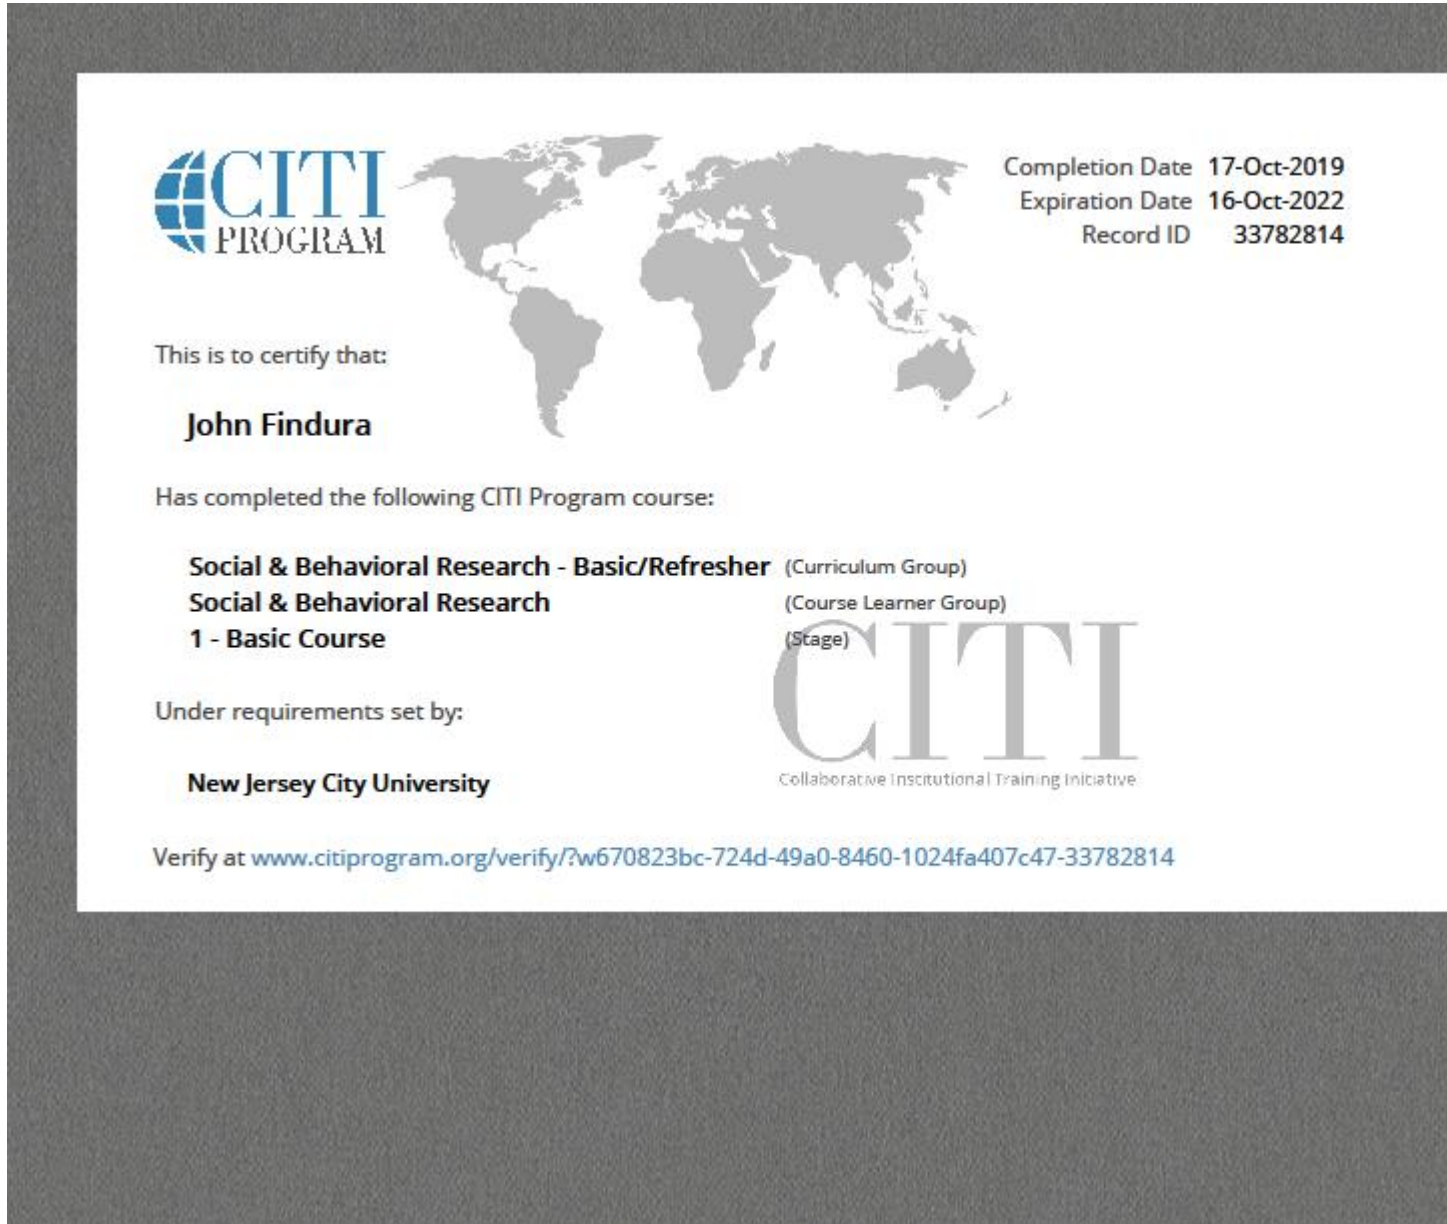 CITI
PROGRAM
Completion Date 17-Oct-2019
Expiration Date 16-Oct-2022
Record ID 33782814
This is to certify that:
John Findura
Has completed the following CITI Program course:
Social & Behavioral Research - Basic/Refresher (Curriculum Group)
Social & Behavioral Research (Course Learner Group)
1 - Basic Course (Stage)
Under requirements set by:
New Jersey City University
CITI
Collaborative Institutional Training Initiative
Verify at www.citiprogram.org/verify/?w670823bc-724d-49a0-8460-1024fa407c47-33782814